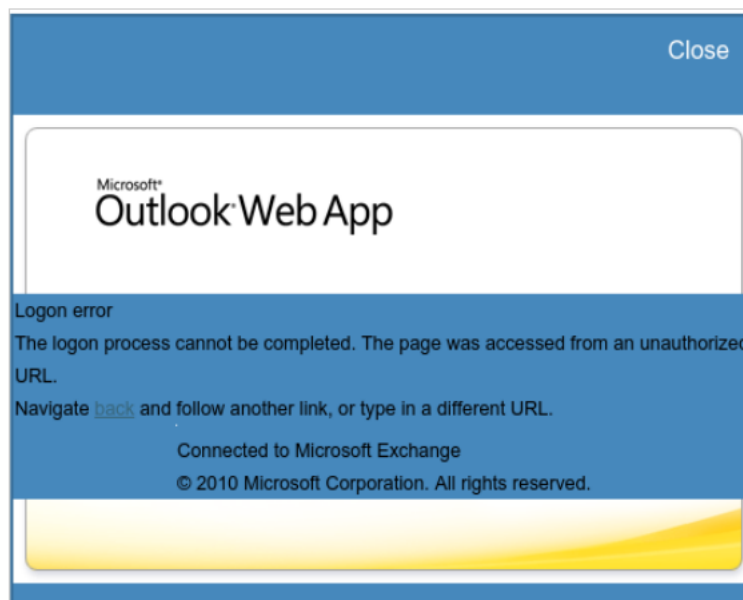 Close
Microsoft®
Outlook® Web App
Logon error
The logon process cannot be completed. The page was accessed from an unauthorized
URL.
Navigate back and follow another link, or type in a different URL.
Connected to Microsoft Exchange
© 2010 Microsoft Corporation. All rights reserved.